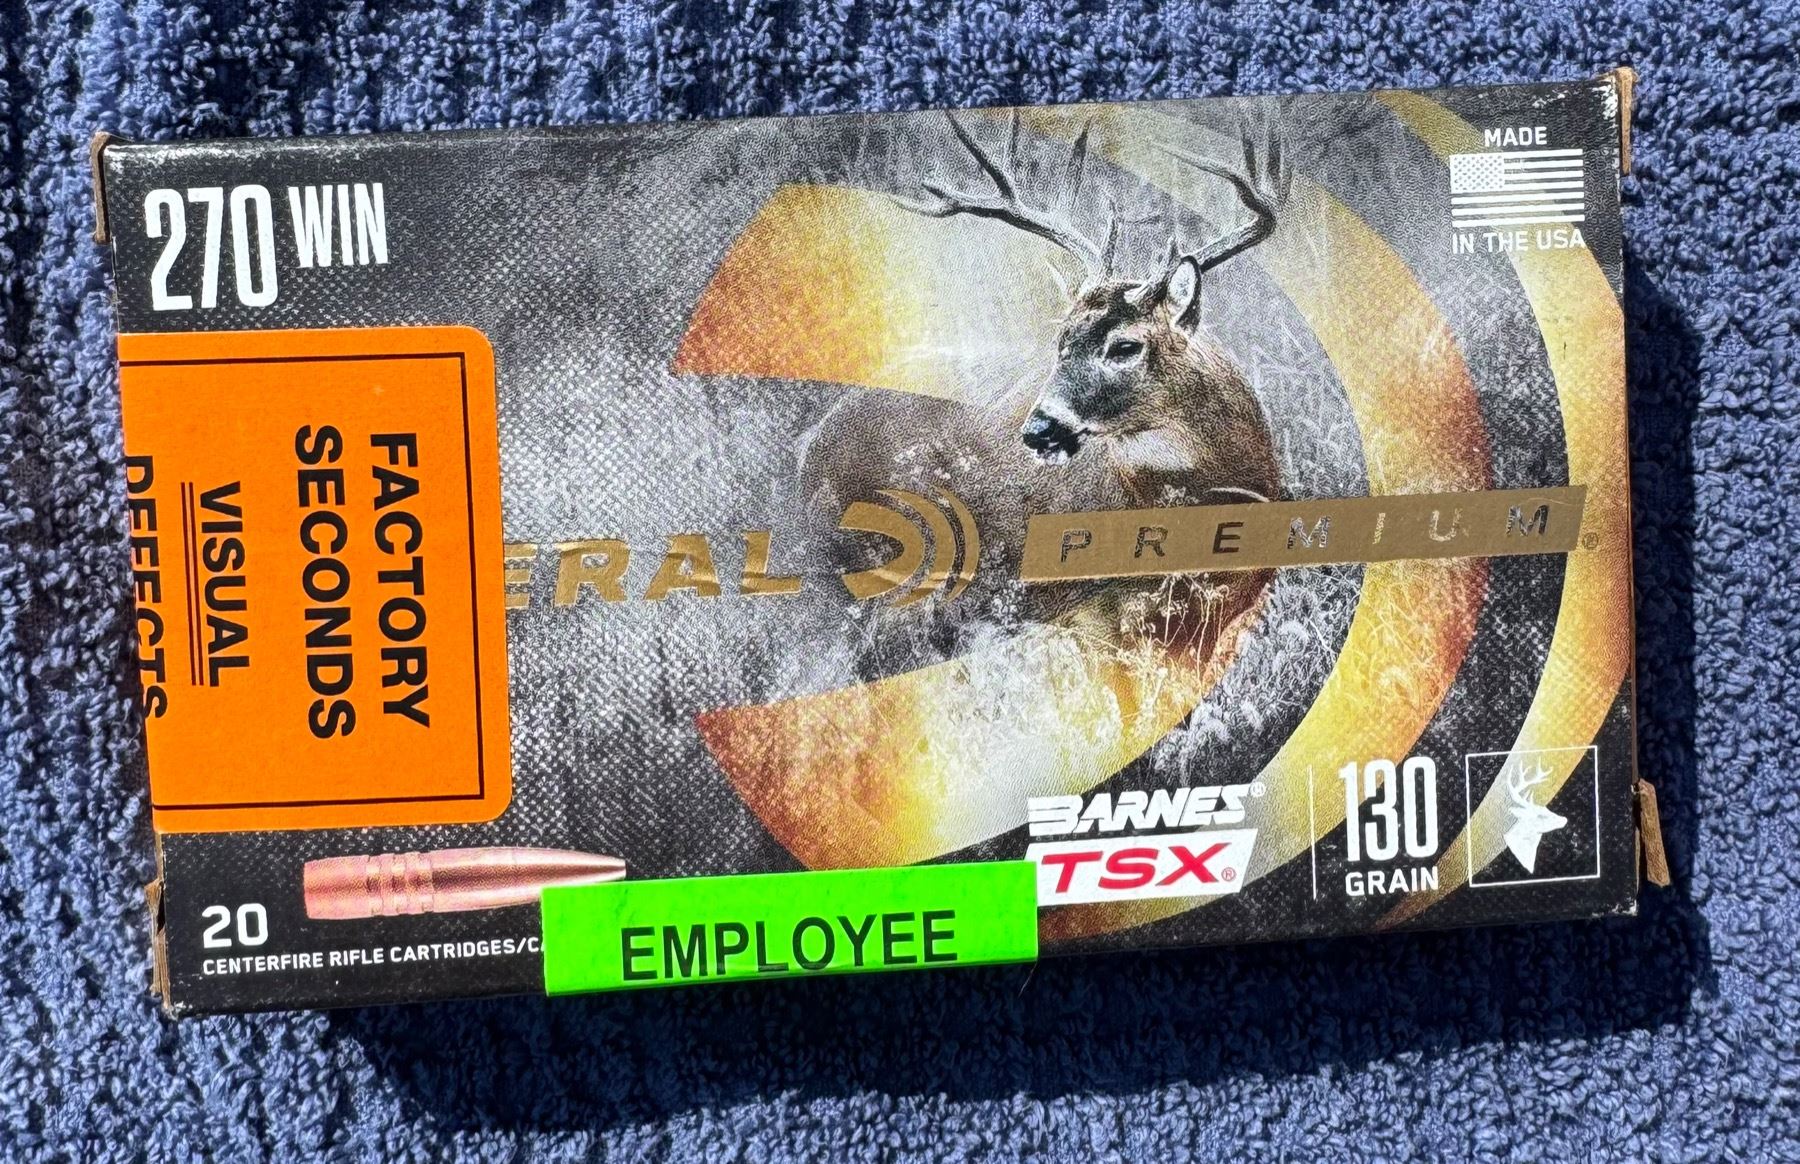 270 WIN
MADE
IN THE USA
FACTORY
SECONDS
VISUAL
DEFECTS
ERAL PREMIUM®
BARNES®
TSX®
130
GRAIN
20
CENTERFIRE RIFLE CARTRIDGES/CA
EMPLOYEE